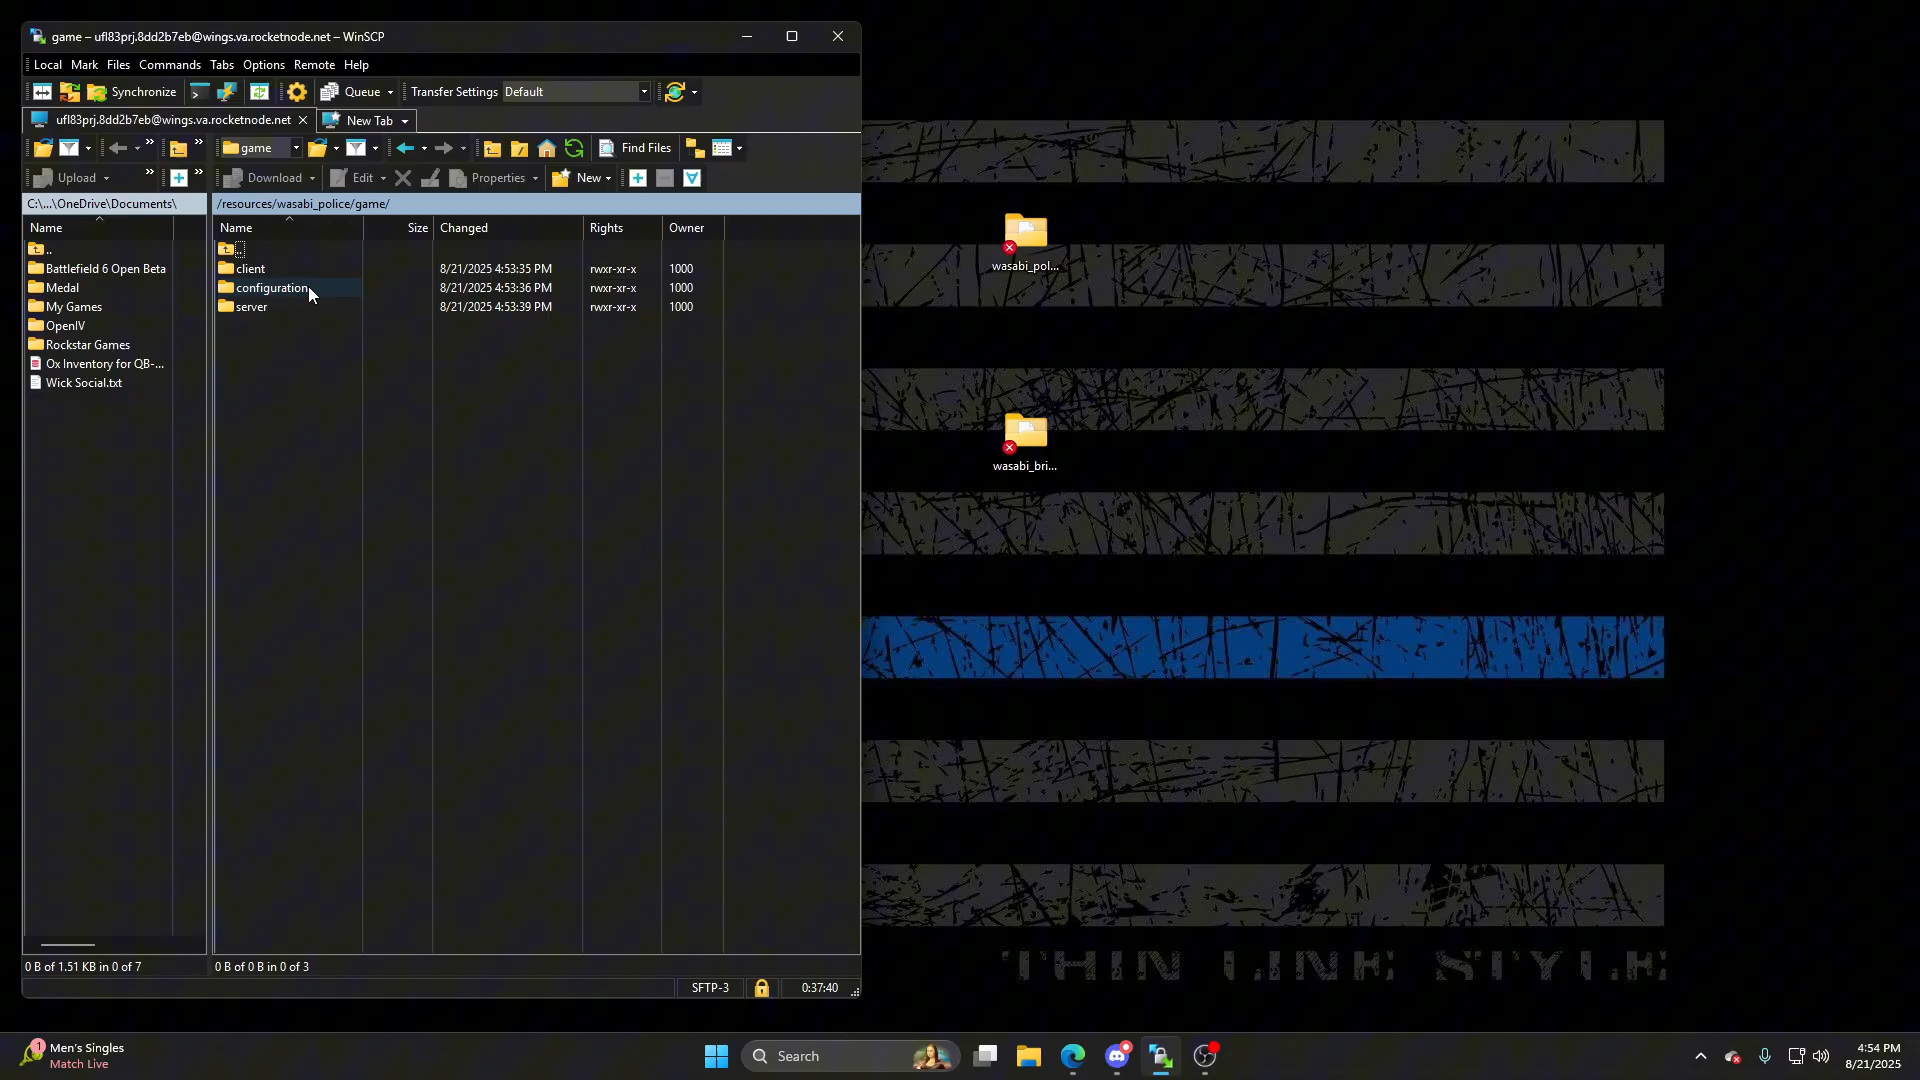 game – ufl83prj.8dd2b7eb@wings.va.rocketnode.net – WinSCP
Local Mark Files Commands Tabs Options Remote Help
Synchronize Queue Transfer Settings Default
ufl83prj.8dd2b7eb@wings.va.rocketnode.net New Tab
game Find Files
Upload Download Edit Properties New
C:\...\OneDrive\Documents\ /resources/wasabi_police/game/
Name Name Size Changed Rights Owner
.. ..
Battlefield 6 Open Beta client 8/21/2025 4:53:35 PM rwxr-xr-x 1000
Medal configuration 8/21/2025 4:53:36 PM rwxr-xr-x 1000
My Games server 8/21/2025 4:53:39 PM rwxr-xr-x 1000
OpenIV
Rockstar Games
Ox Inventory for QB-...
Wick Social.txt
0 B of 1.51 KB in 0 of 7 0 B of 0 B in 0 of 3
SFTP-3 0:37:40
wasabi_pol...
wasabi_bri...
THIN LINE STYLE
1 Men's Singles
Match Live
Search
4:54 PM
8/21/2025